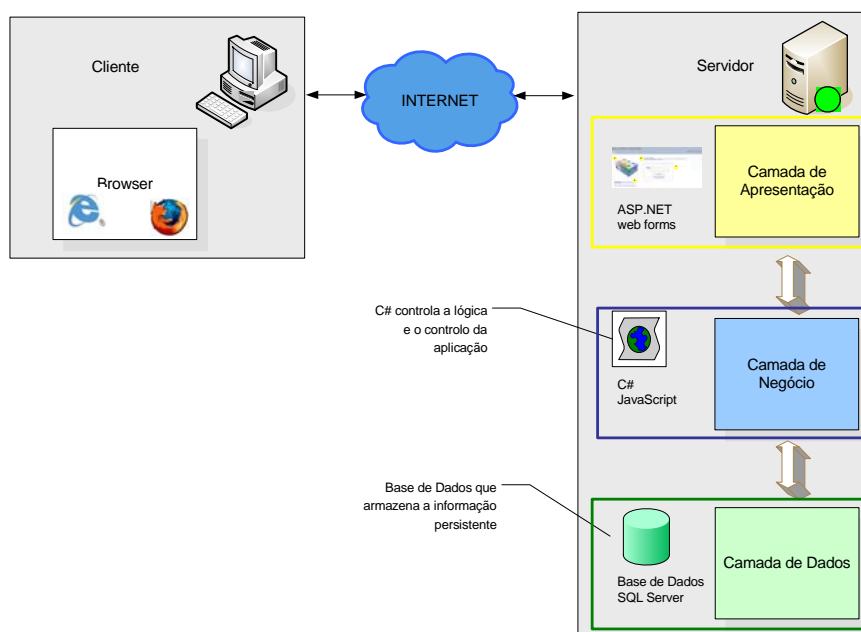 Cliente
Browser
INTERNET
Servidor
ASP.NET
web forms
Camada de
Apresentação
C# controla a lógica
e o controlo da
aplicação
C#
JavaScript
Camada de
Negócio
Base de Dados que
armazena a informação
persistente
Base de Dados
SQL Server
Camada de Dados